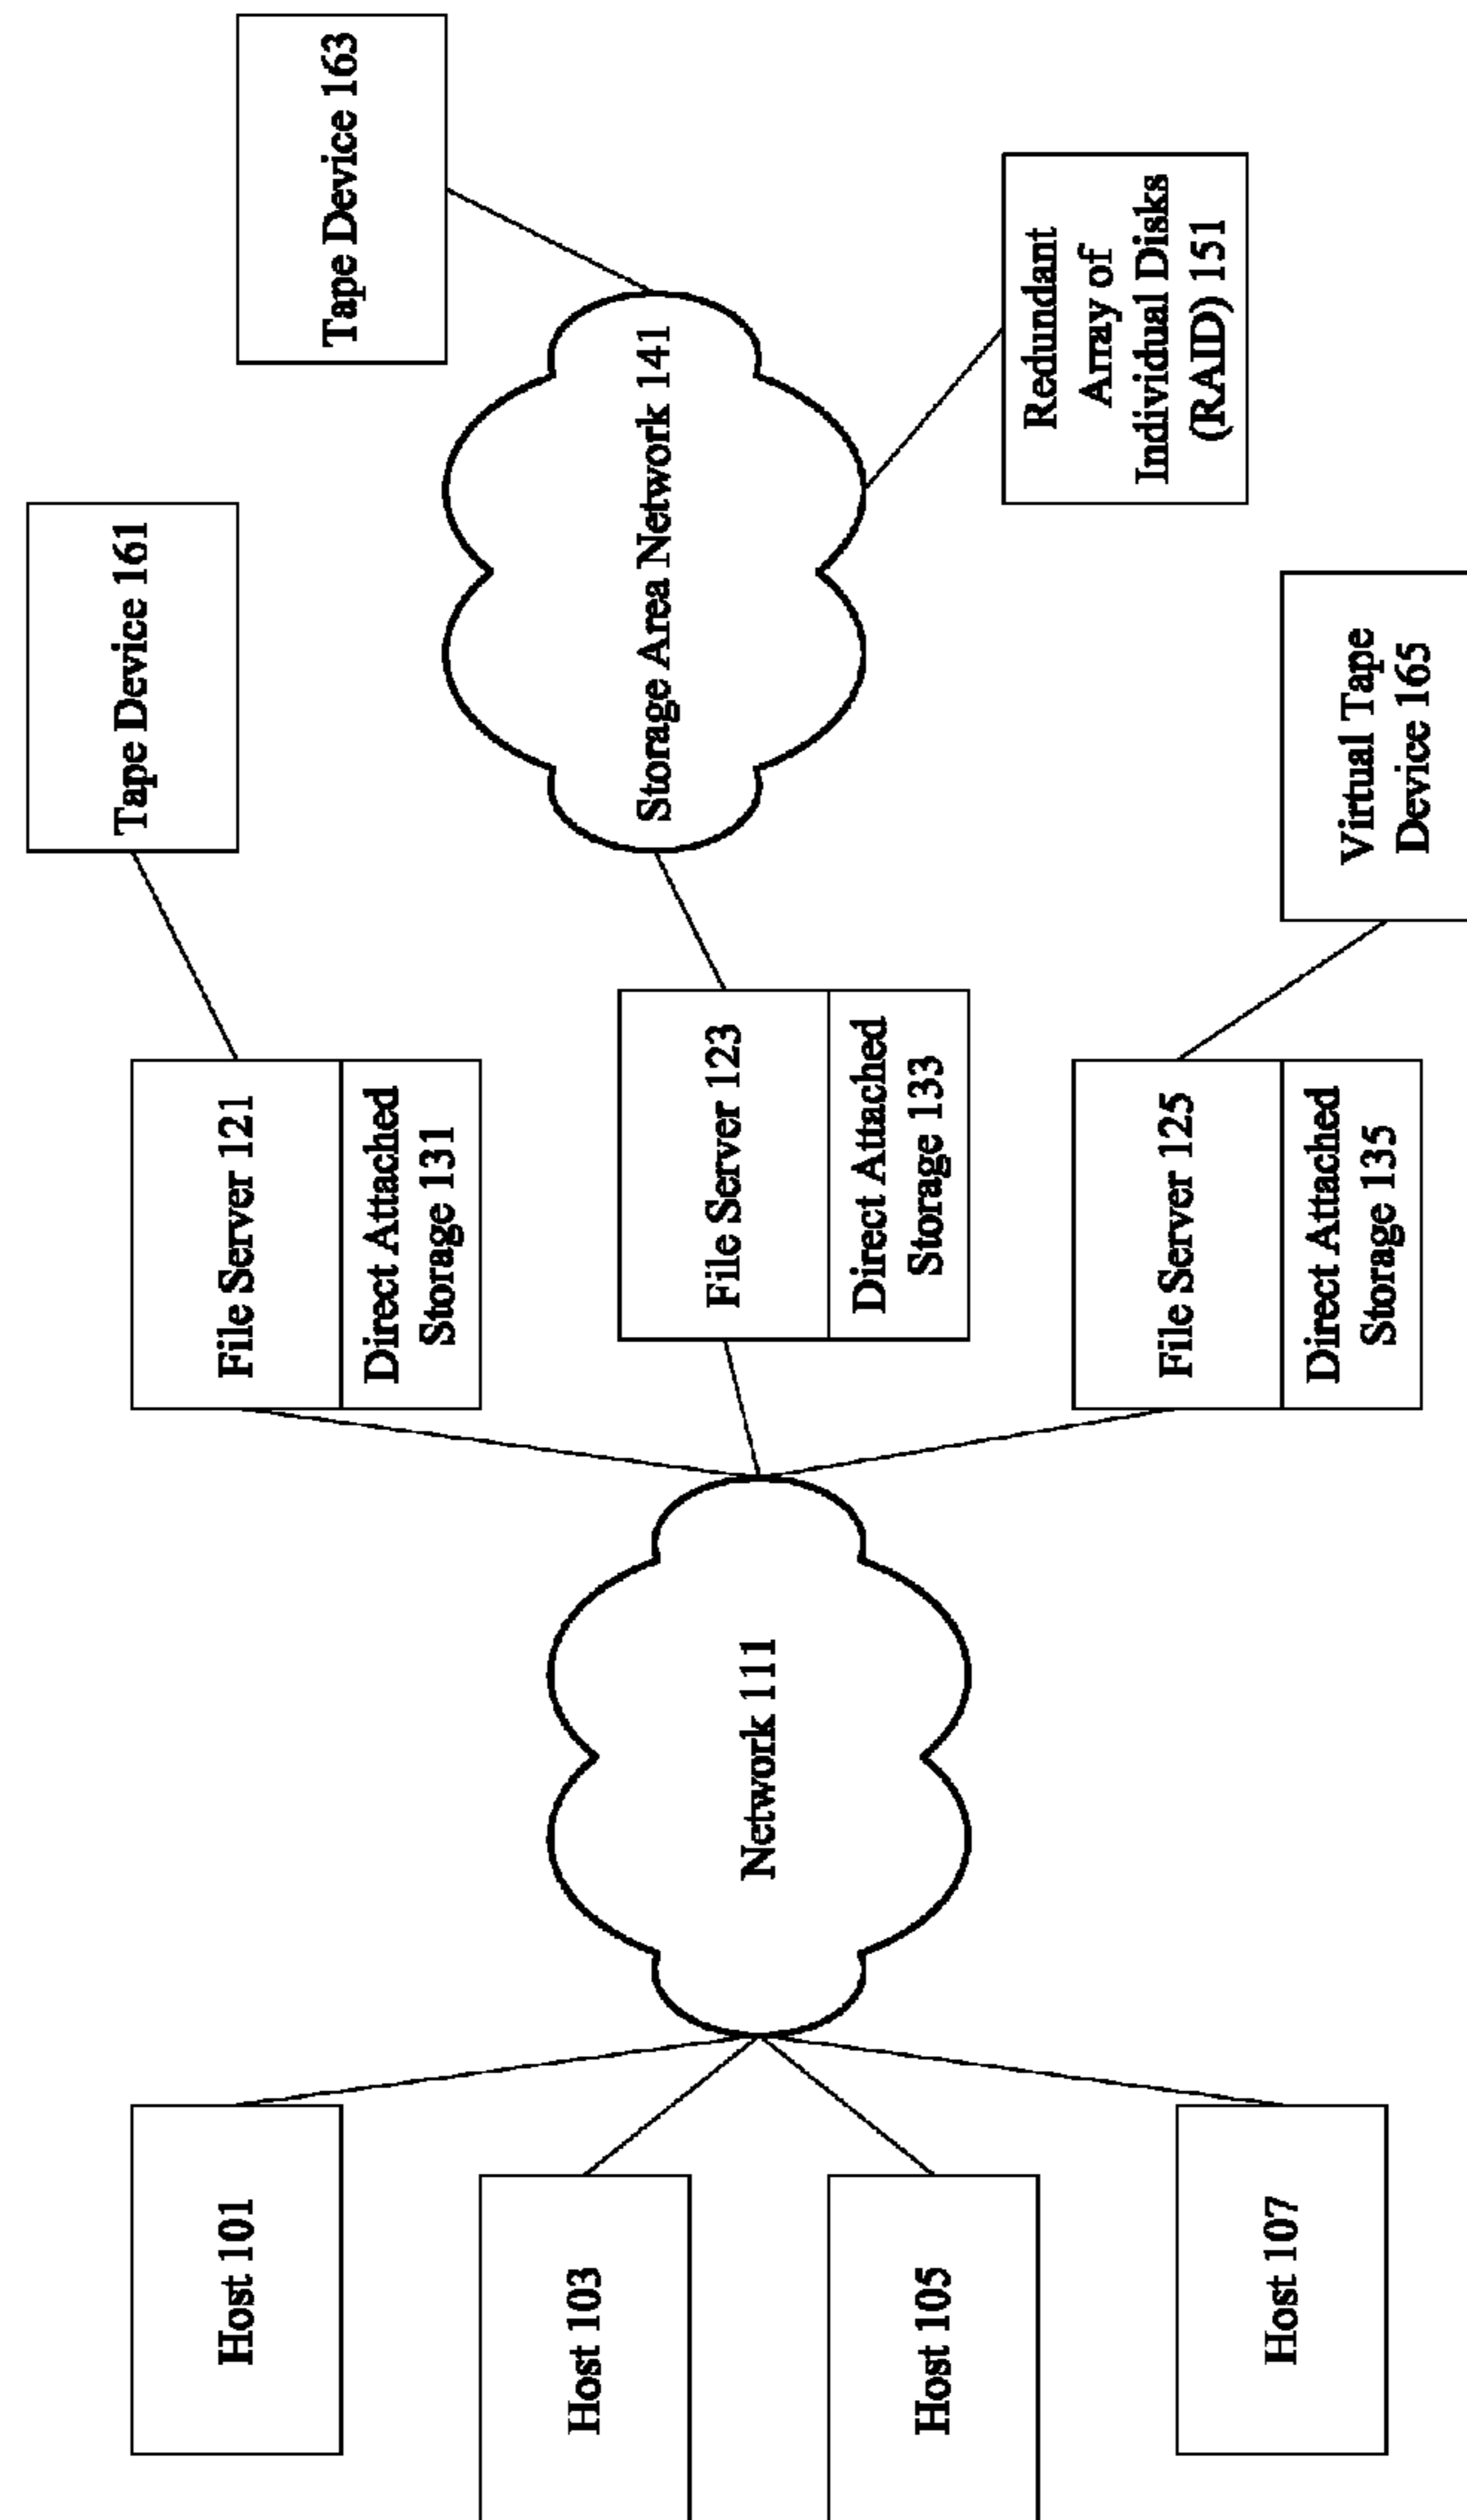 Host 101
Host 103
Host 105
Host 107
Network 111
File Server 121
Direct Attached
Storage 131
File Server 123
Direct Attached
Storage 133
File Server 125
Direct Attached
Storage 135
Tape Device 161
Storage Area Network 141
Virtual Tape
Device 165
Tape Device 163
Redundant
Array of
Individual Disks
(RAID) 151